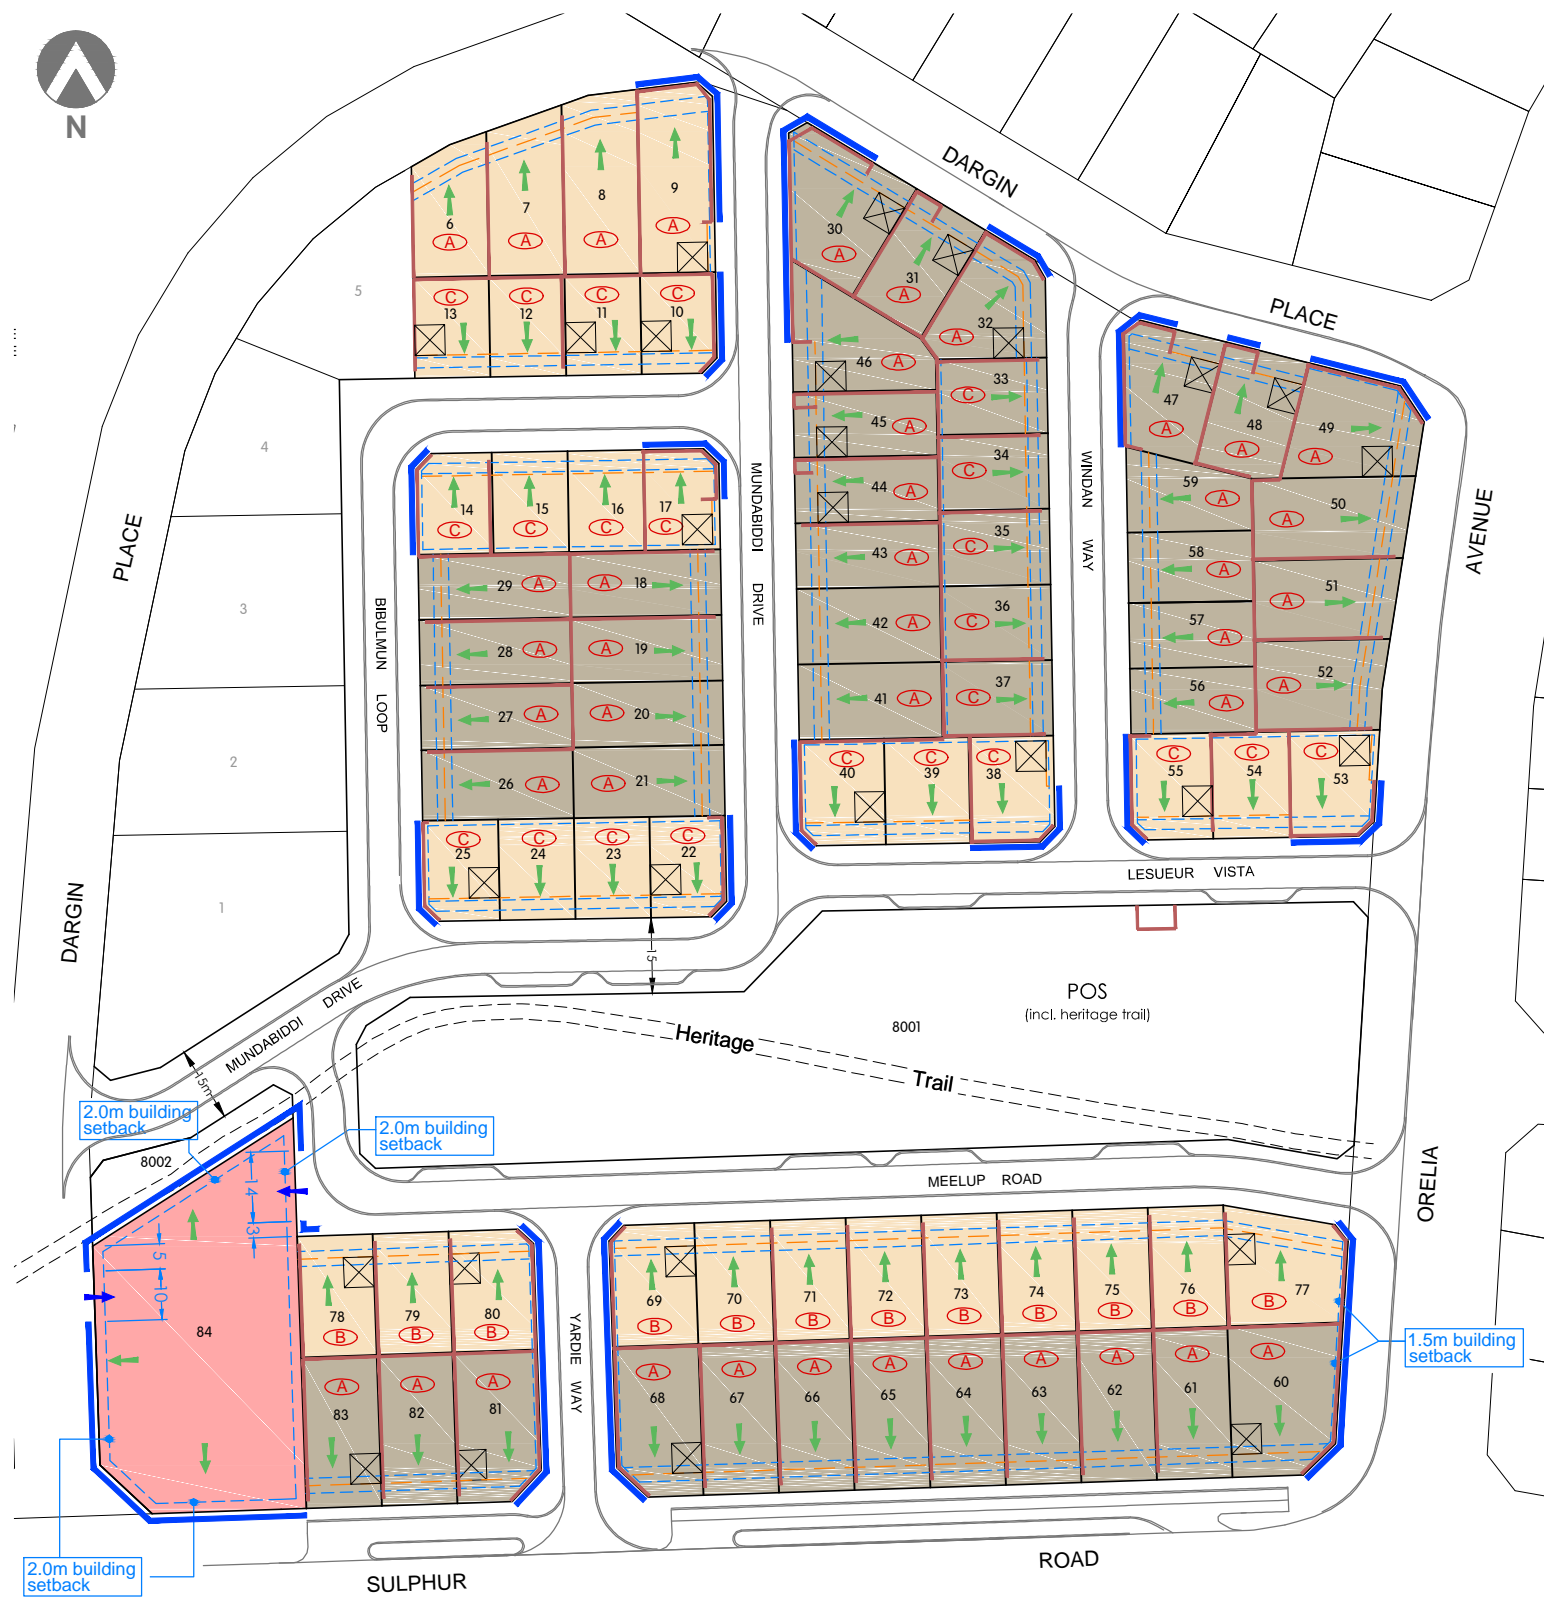 N
DARGIN
PLACE
AVENUE
PLACE
DARGIN
MUNDABIDDI DRIVE
WINDAN WAY
BIBULMUN LOOP
LESUEUR VISTA
MUNDABIDDI DRIVE
MEELUP ROAD
YARDIE WAY
ORELIA
SULPHUR
ROAD
Heritage
Trail
POS
(incl. heritage trail)
8001
8002
15
15m
1
2
3
4
5
6
A
7
A
8
A
9
A
C
13
C
12
C
11
C
10
14
C
15
C
16
C
17
C
29
A
A
18
28
A
A
19
27
A
A
20
26
A
A
21
C
25
C
24
C
23
C
22
30
A
31
A
32
A
46
A
33
C
45
A
34
C
44
A
35
C
43
A
36
C
42
A
37
C
41
A
C
40
C
39
C
38
47
A
48
A
49
A
59
A
50
A
58
A
51
A
57
A
52
A
56
A
C
55
C
54
C
53
2.0m building
setback
2.0m building
setback
14
3
5
10
84
78
B
79
B
80
B
A
83
A
82
A
81
69
B
70
B
71
B
72
B
73
B
74
B
75
B
76
B
77
B
A
68
A
67
A
66
A
65
A
64
A
63
A
62
A
61
A
60
1.5m building
setback
2.0m building
setback